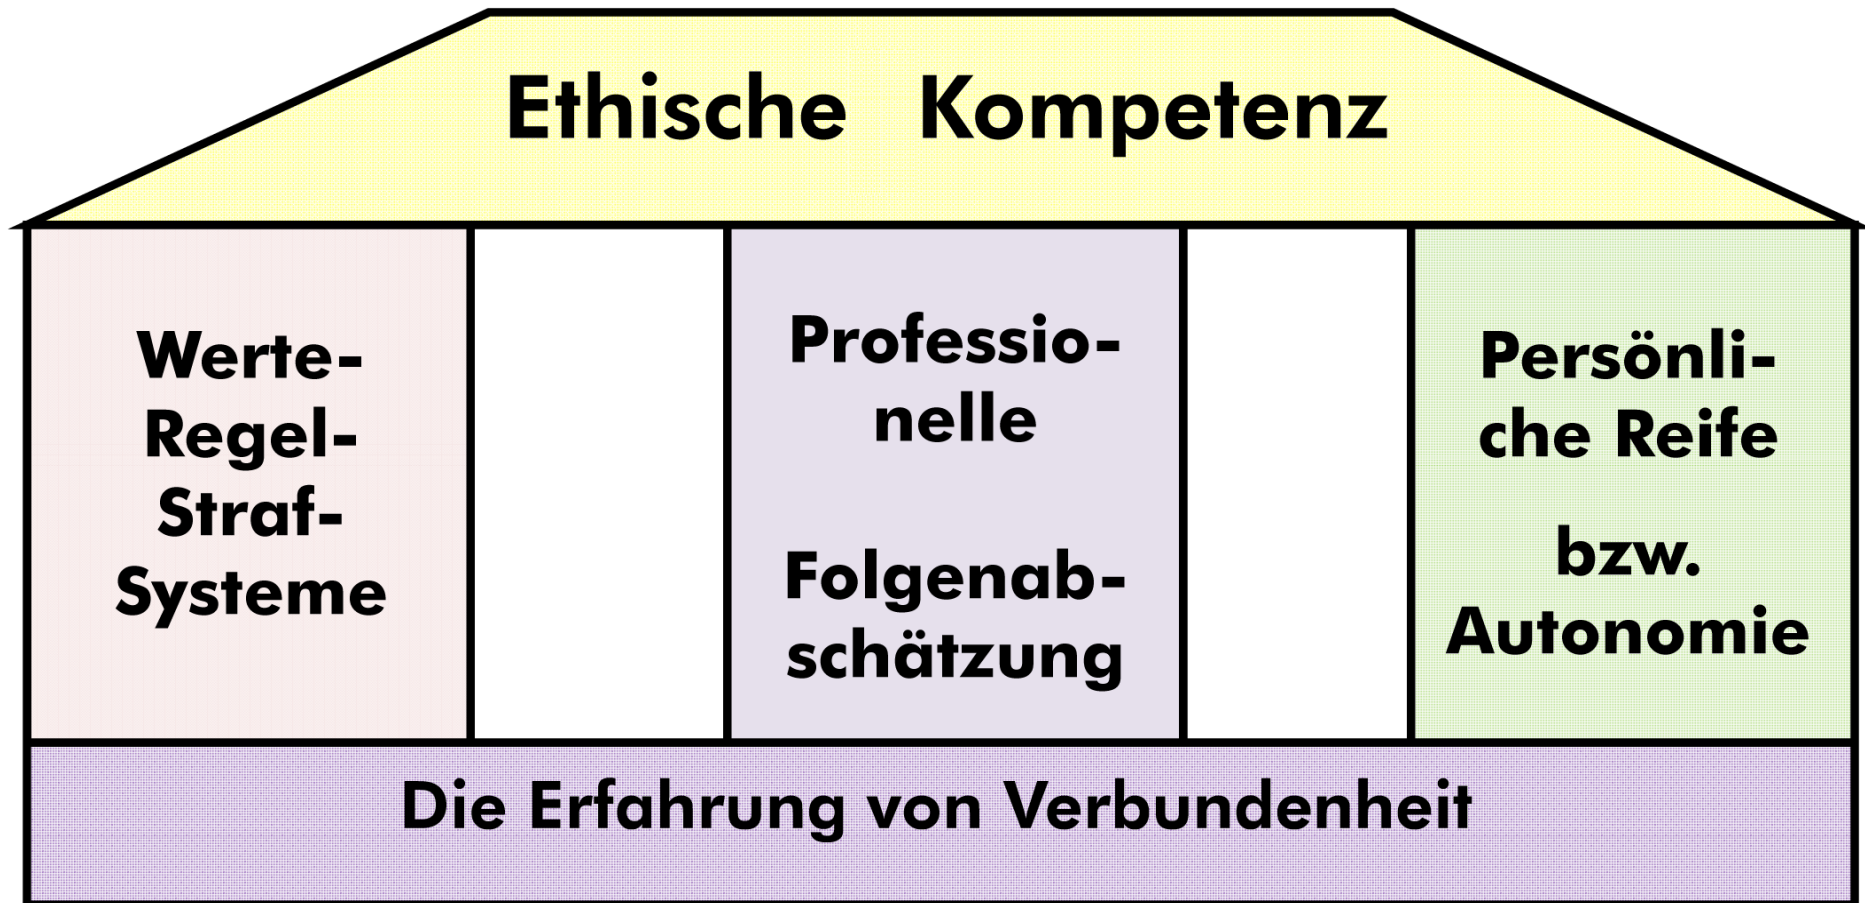 Ethische Kompetenz
Werte-
Regel-
Straf-
Systeme
Professio-
nelle
Folgenab-
schätzung
Persönli-
che Reife
bzw.
Autonomie
Die Erfahrung von Verbundenheit